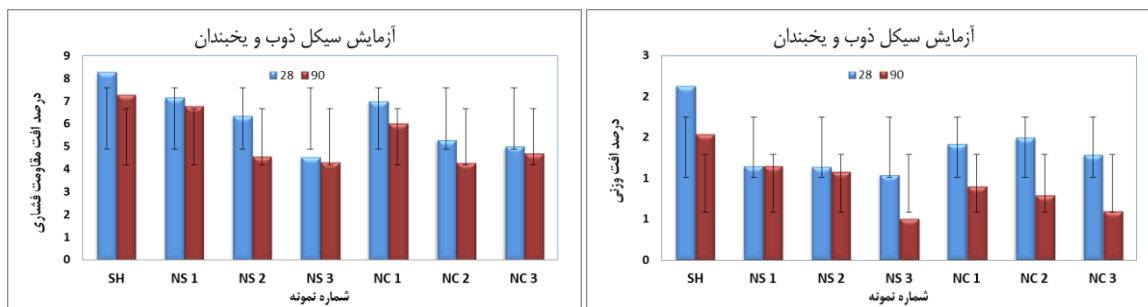 آزمایش سیکل ذوب و یخبندان
28 90
درصد افت مقاومت فشاری
9
8
7
6
5
4
3
2
1
0
SH NS 1 NS 2 NS 3 NC 1 NC 2 NC 3
شماره نمونه
آزمایش سیکل ذوب و یخبندان
28 90
درصد افت وزنی
3
2
2
1
1
0
SH NS 1 NS 2 NS 3 NC 1 NC 2 NC 3
شماره نمونه